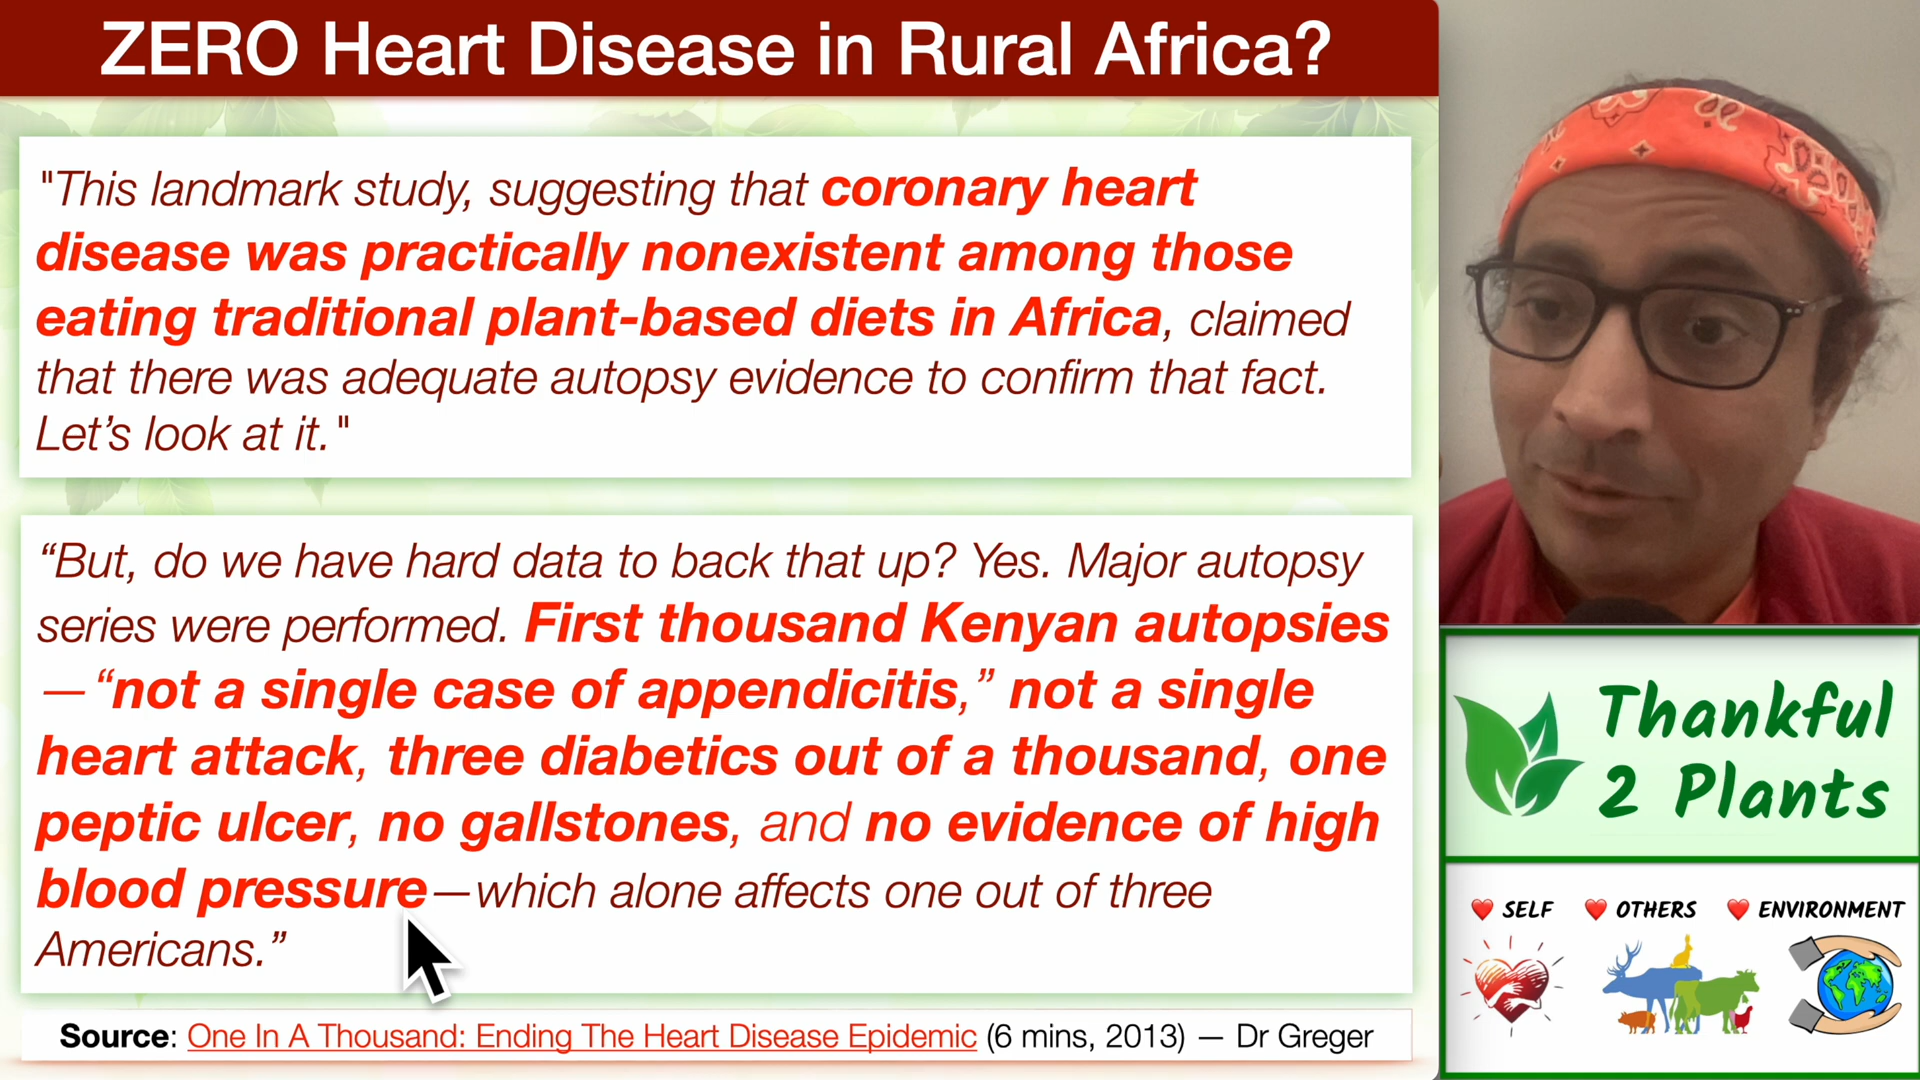 ZERO Heart Disease in Rural Africa?
"This landmark study, suggesting that coronary heart
disease was practically nonexistent among those
eating traditional plant-based diets in Africa, claimed
that there was adequate autopsy evidence to confirm that fact.
Let's look at it."
“But, do we have hard data to back that up? Yes. Major autopsy
series were performed. First thousand Kenyan autopsies
—“not a single case of appendicitis,” not a single
heart attack, three diabetics out of a thousand, one
peptic ulcer, no gallstones, and no evidence of high
blood pressure—which alone affects one out of three
Americans.”
Source: One In A Thousand: Ending The Heart Disease Epidemic (6 mins, 2013) — Dr Greger
Thankful
2 Plants
SELF OTHERS ENVIRONMENT